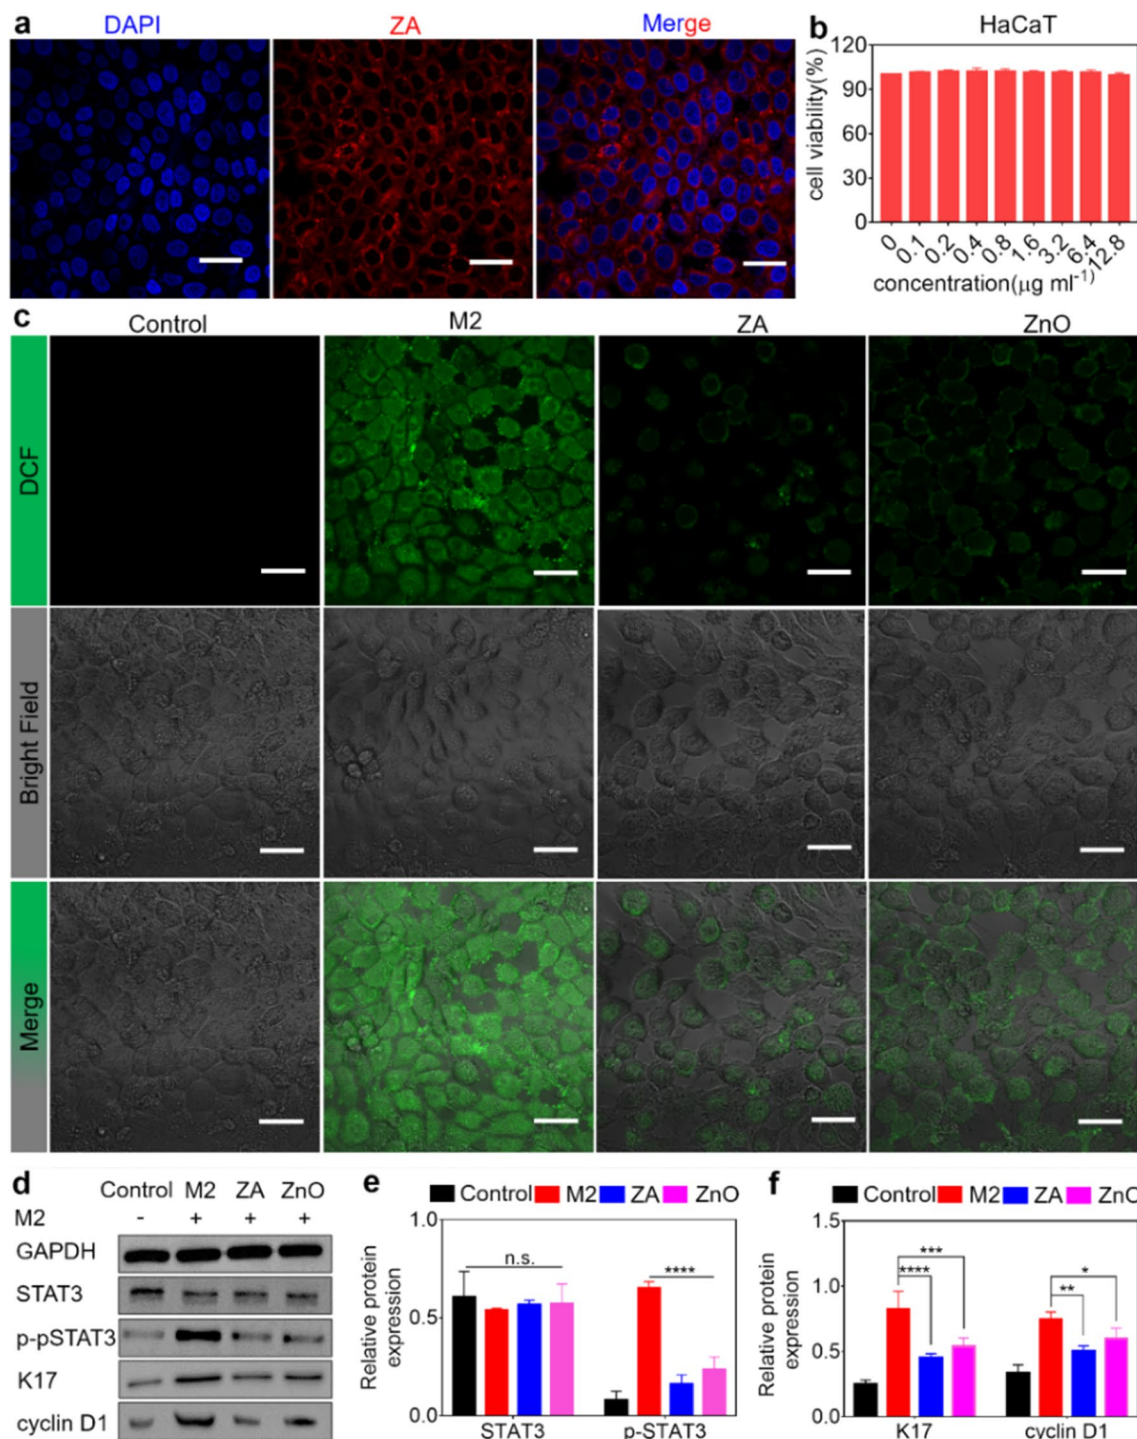 a
DAPI
ZA
Merge
b
HaCaT
cell viability(%)
120
90
60
30
0
0 0.1 0.2 0.4 0.8 1.6 3.2 6.4 12.8
concentration(μg ml⁻¹)
c
Control M2 ZA ZnO
DCF
Bright Field
Merge
d
Control M2 ZA ZnO
M2 - + + +
GAPDH
STAT3
p-pSTAT3
K17
cyclin D1
e
Control M2 ZA ZnO
Relative protein
expression
1.0
0.5
0.0
n.s.
****
STAT3 p-STAT3
f
Control M2 ZA ZnO
Relative protein
expression
1.5
1.0
0.5
0.0
***
****
*
**
K17 cyclin D1